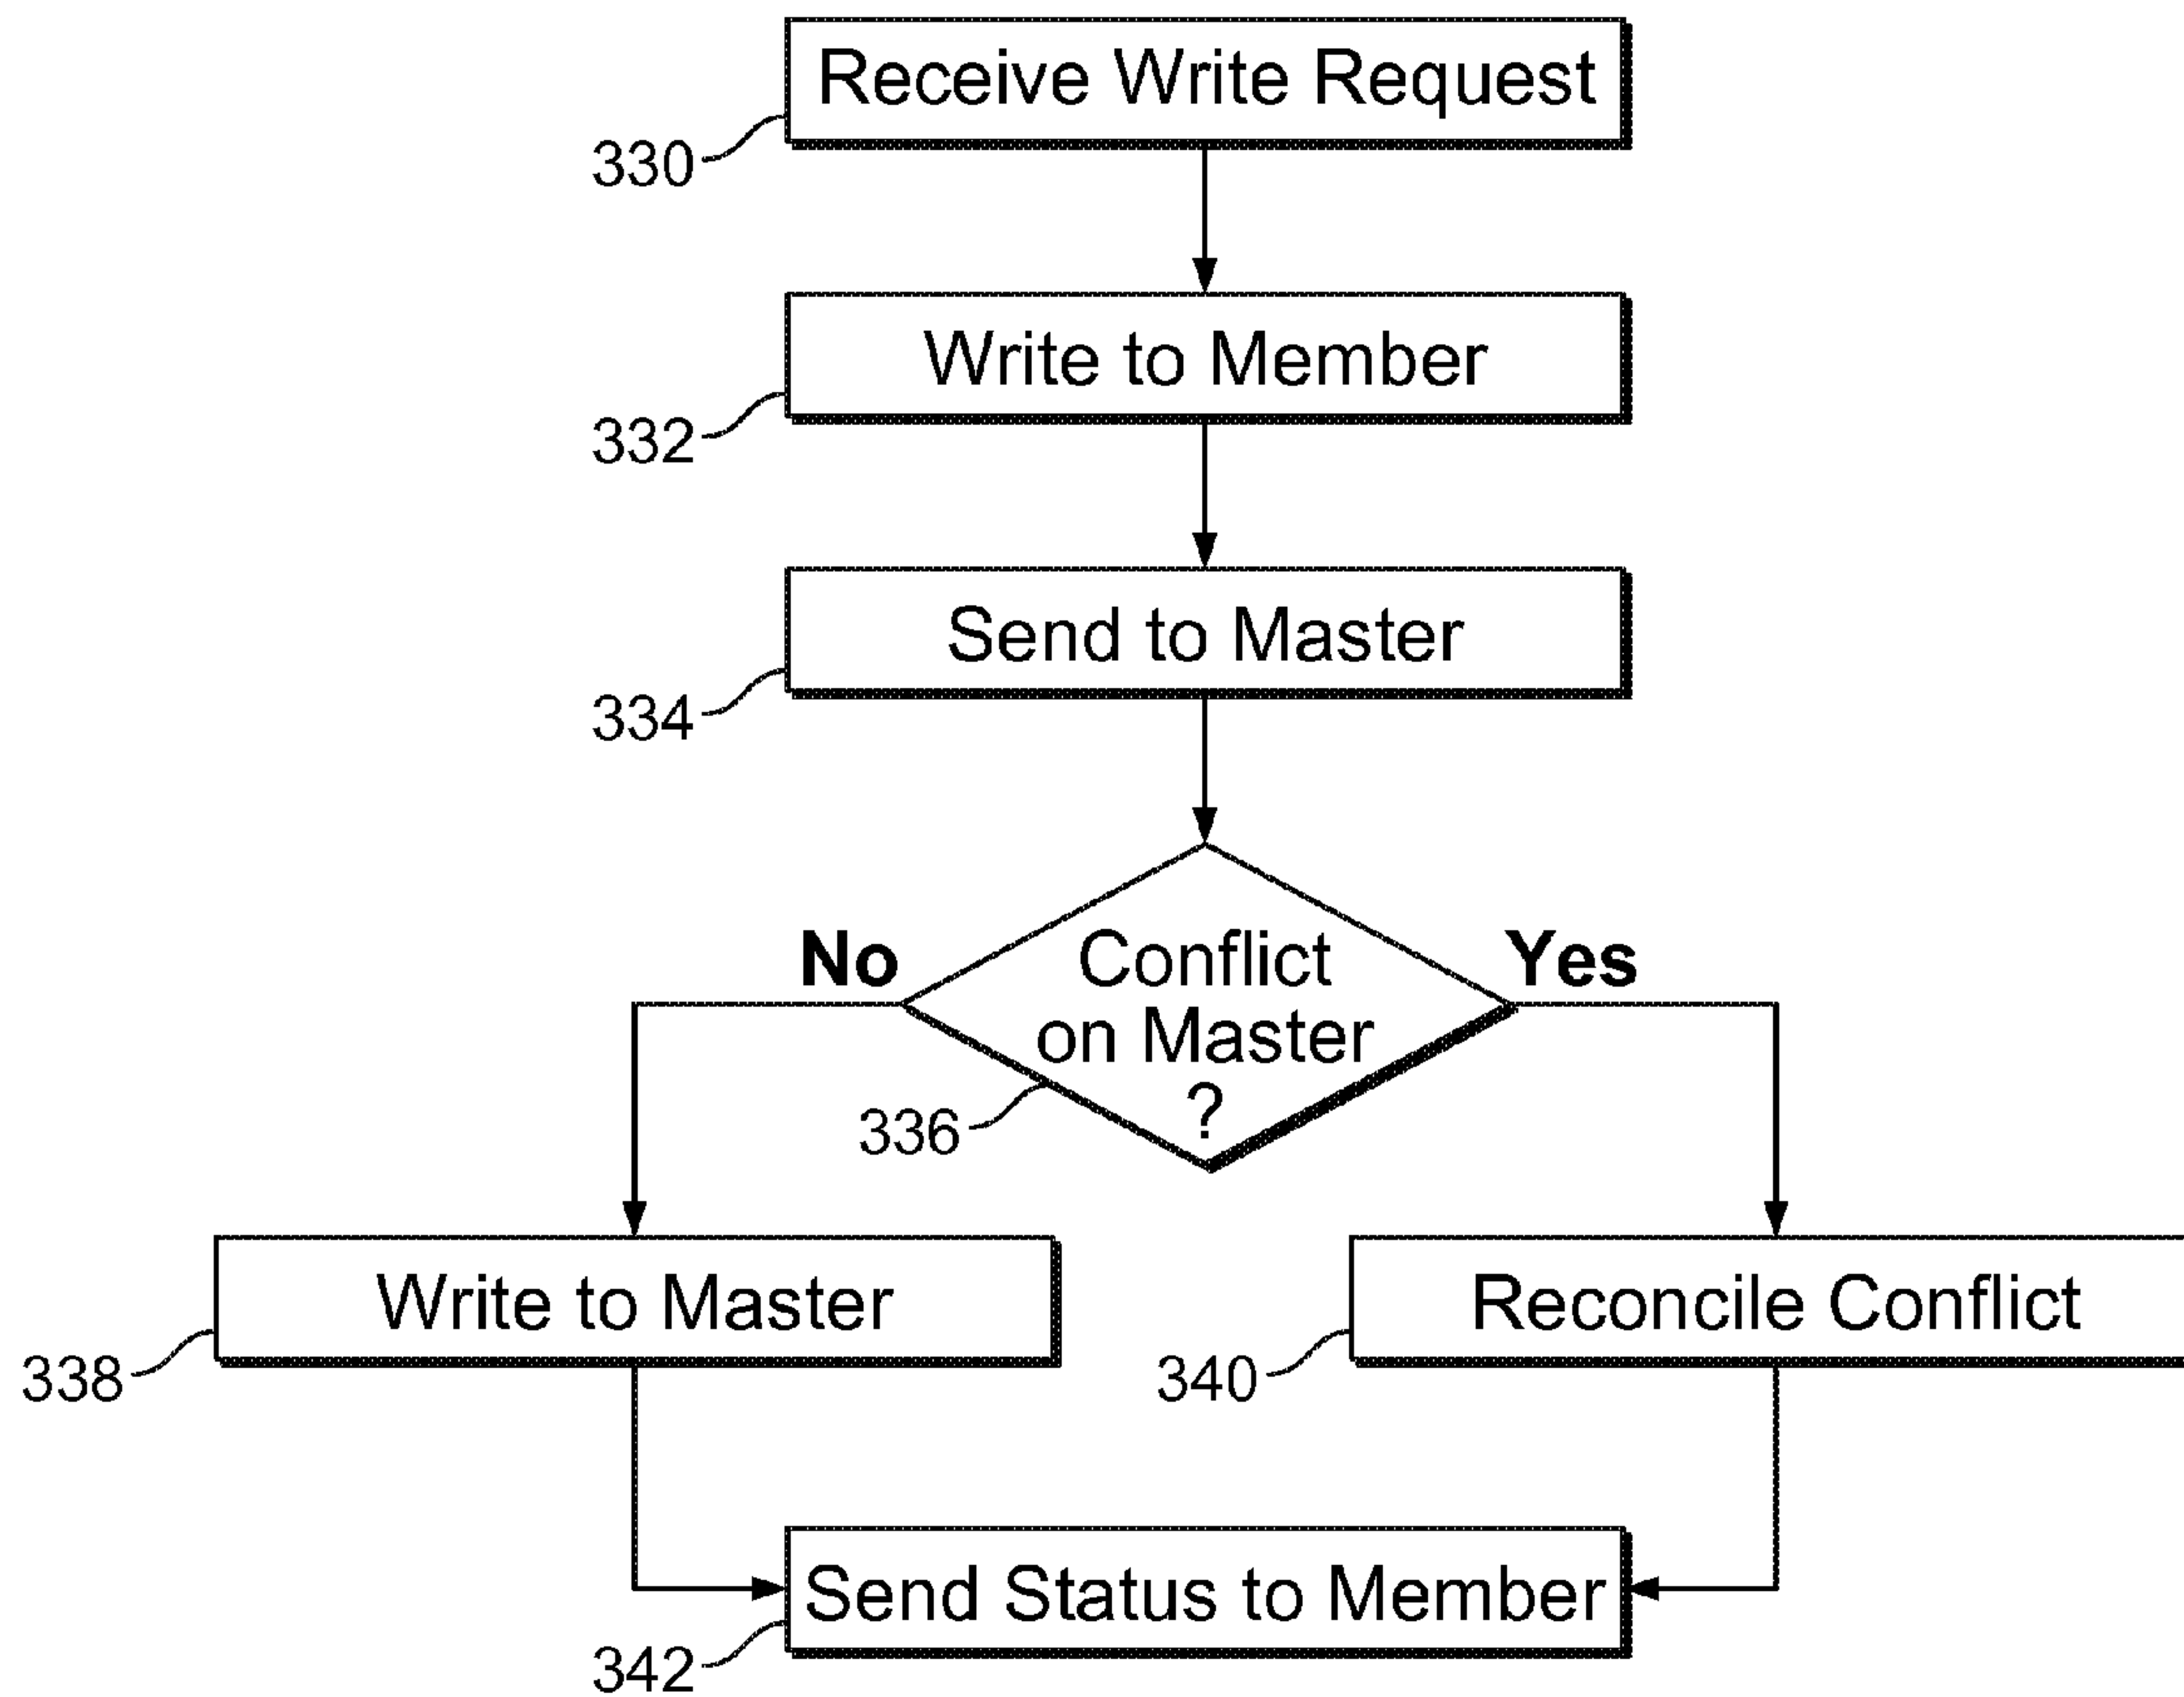 Receive Write Request
330
Write to Member
332
Send to Master
334
No
Yes
Conflict
on Master
?
336
Write to Master
338
Reconcile Conflict
340
Send Status to Member
342